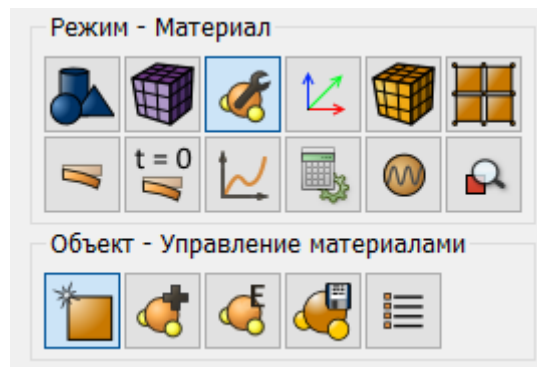 Режим - Материал
t = 0
Объект - Управление материалами
E